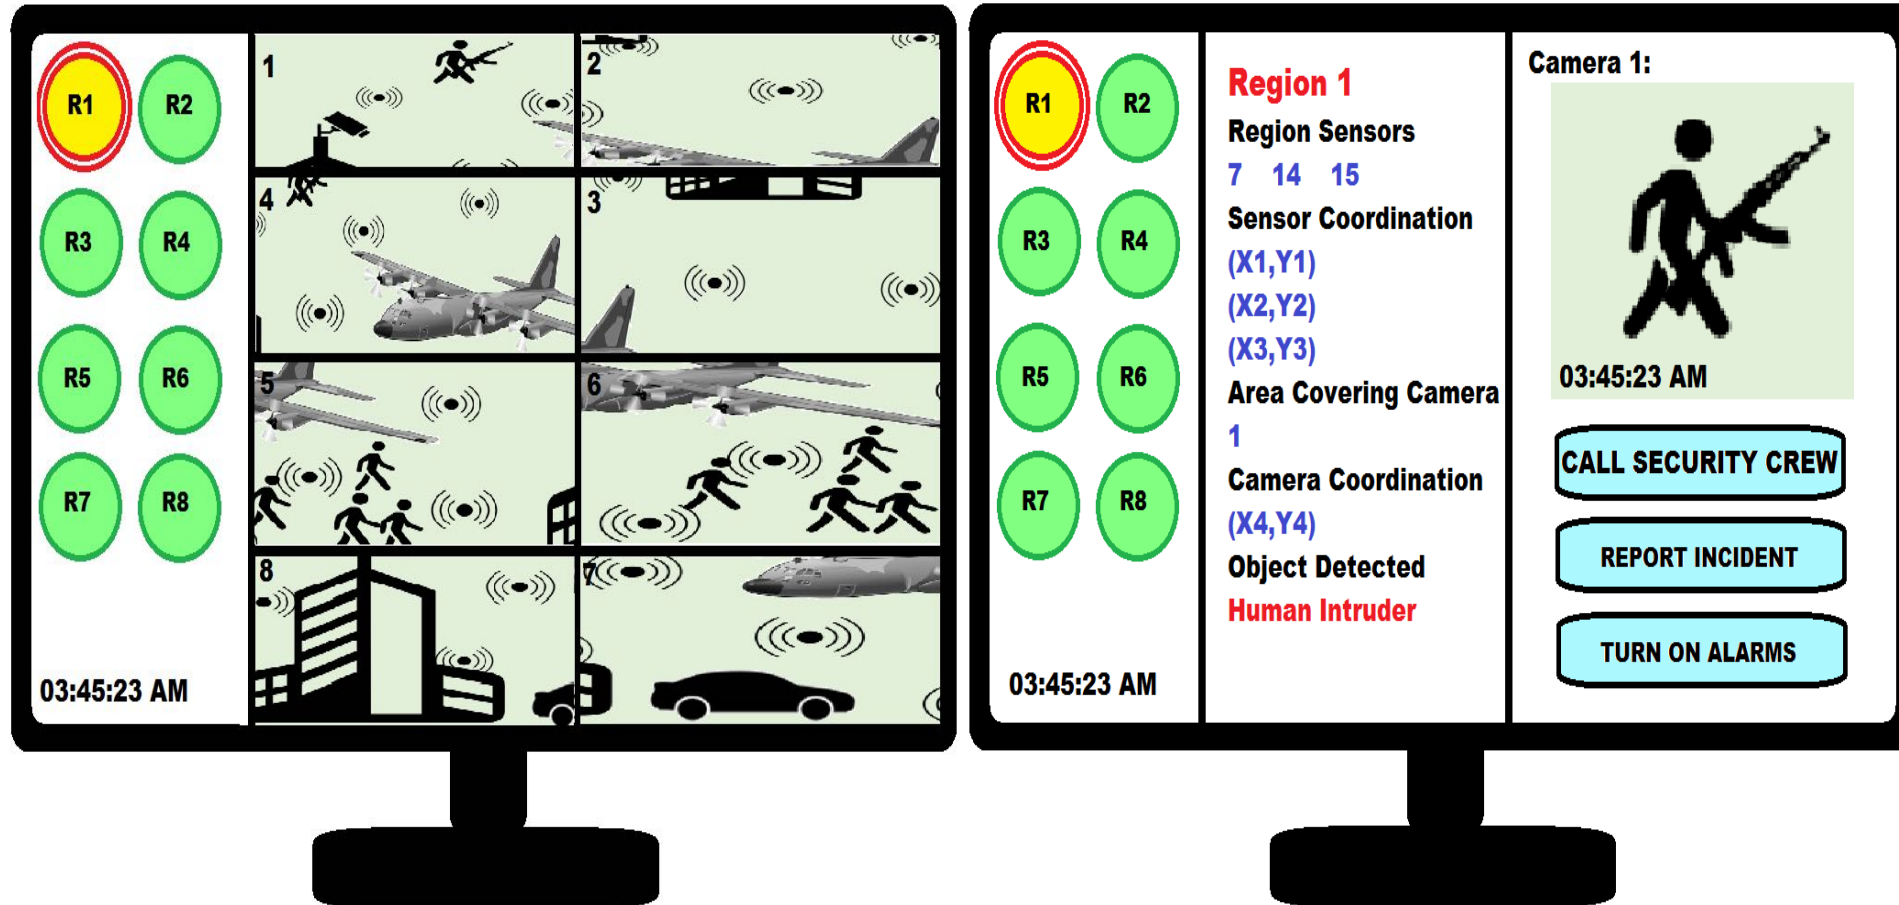 R1 R2
R3 R4
R5 R6
R7 R8
03:45:23 AM
1
2
4
3
5
6
8
7
R1 R2
R3 R4
R5 R6
R7 R8
03:45:23 AM
Region 1
Region Sensors
7 14 15
Sensor Coordination
(X1,Y1)
(X2,Y2)
(X3,Y3)
Area Covering Camera
1
Camera Coordination
(X4,Y4)
Object Detected
Human Intruder
Camera 1:
03:45:23 AM
CALL SECURITY CREW
REPORT INCIDENT
TURN ON ALARMS